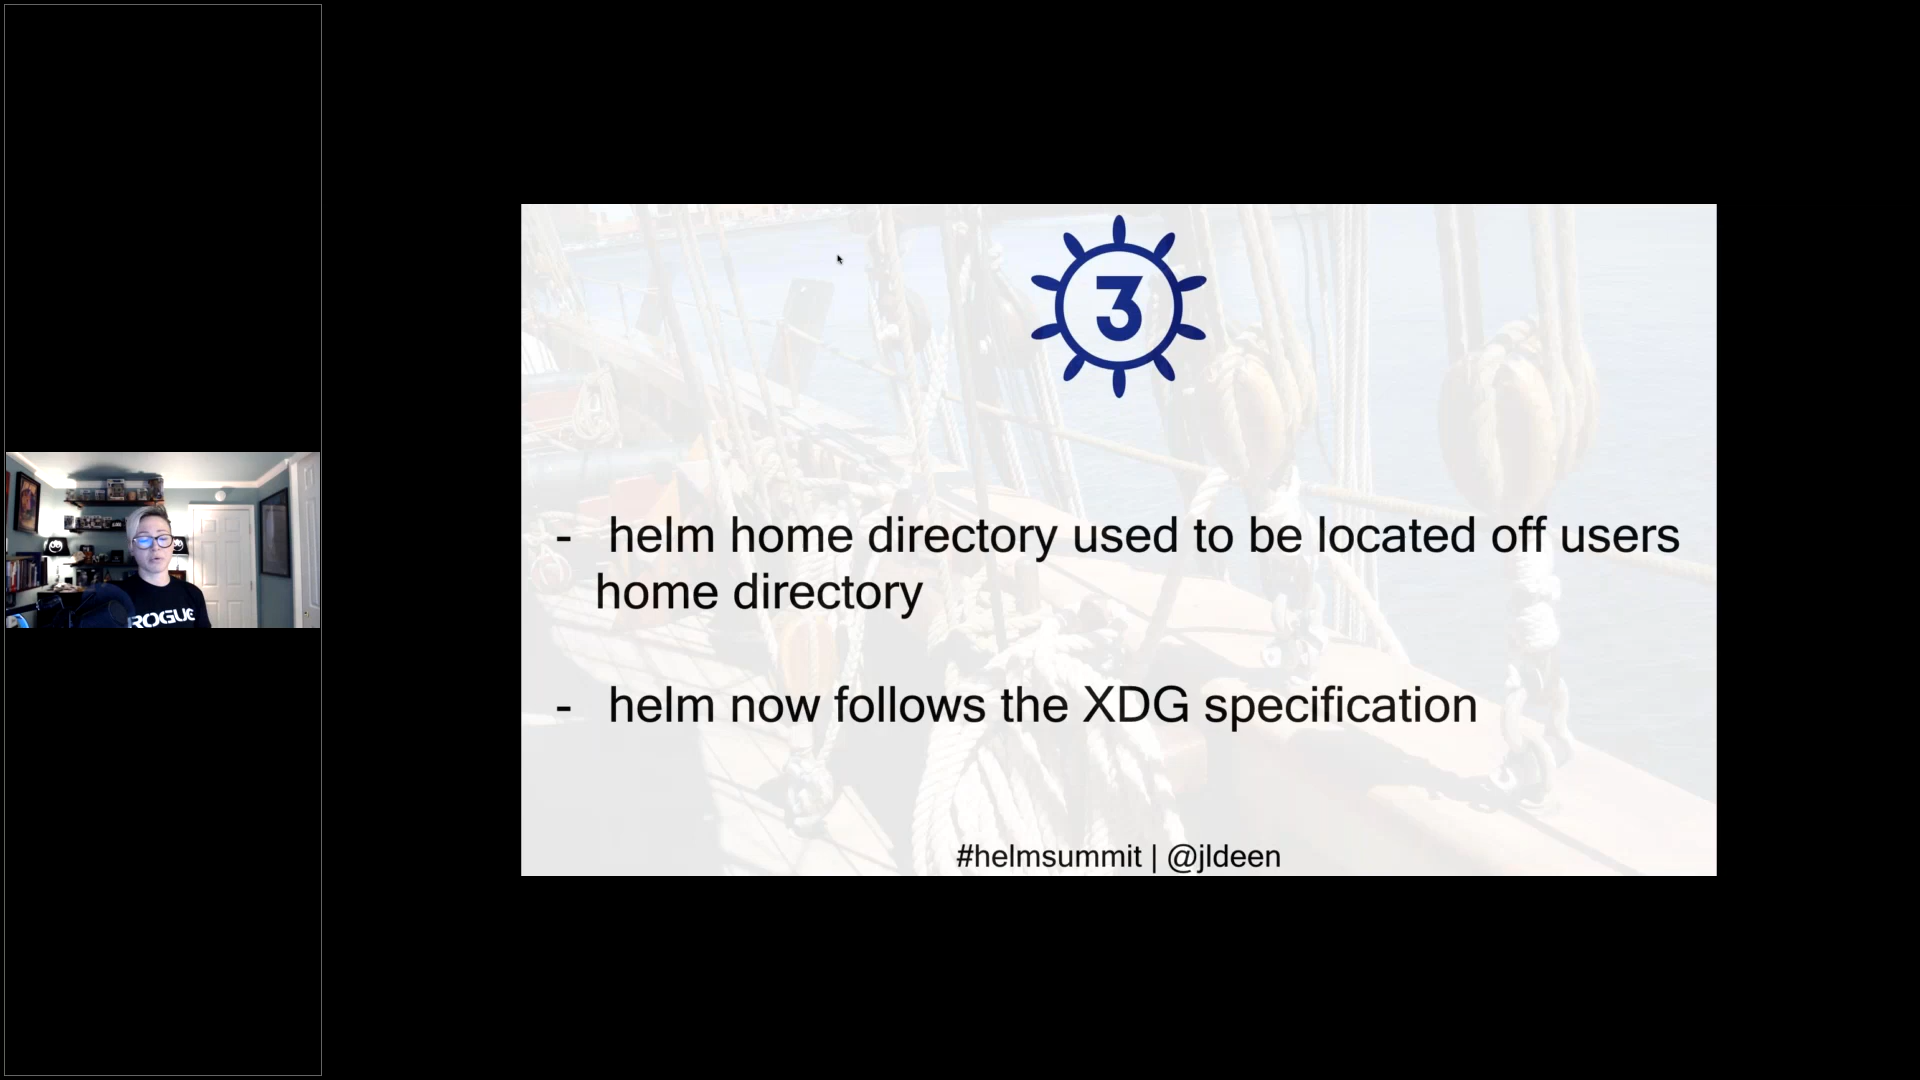 ROGUE
3
- helm home directory used to be located off users
home directory
- helm now follows the XDG specification
#helmsummit | @jldeen